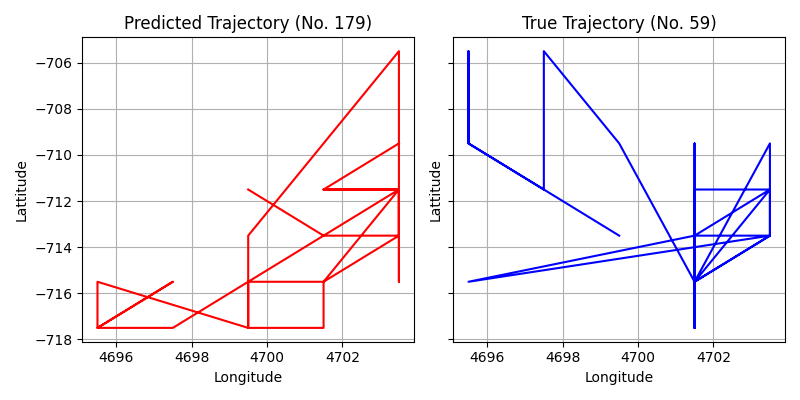 Predicted Trajectory (No. 179)
True Trajectory (No. 59)
−706
−708
−710
−712
−714
−716
−718
Lattitude
Lattitude
4696 4698 4700 4702
4696 4698 4700 4702
Longitude
Longitude